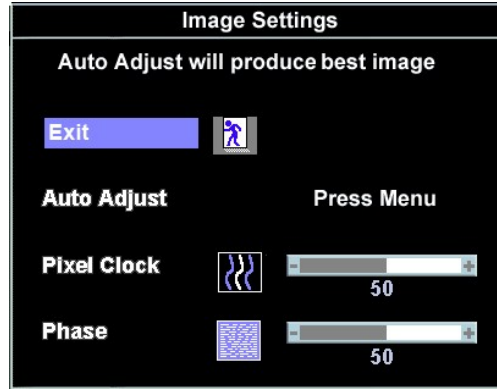 Image Settings
Auto Adjust will produce best image
Exit
Auto Adjust Press Menu
Pixel Clock - +
50
Phase - +
50